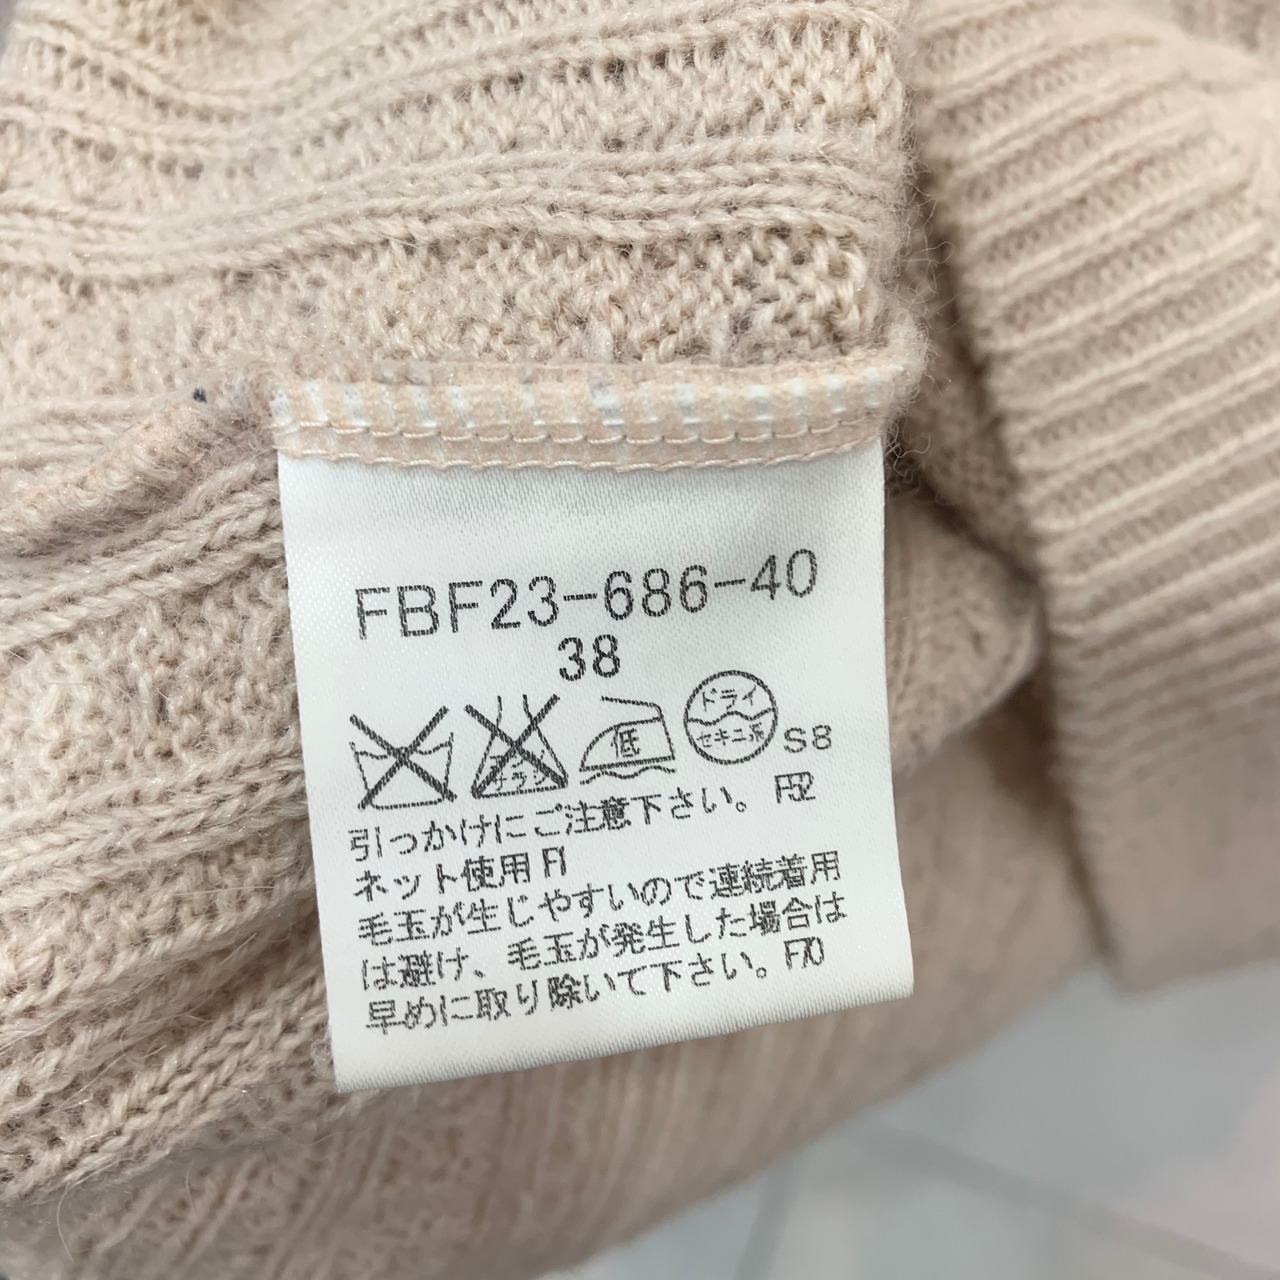 FBF23-686-40
38
低
ドライ
セキユ系
S8
引っかけにご注意下さい。 F52
ネット使用 F1
毛玉が生じやすいので連続着用
は避け、毛玉が発生した場合は
早めに取り除いて下さい。 F70